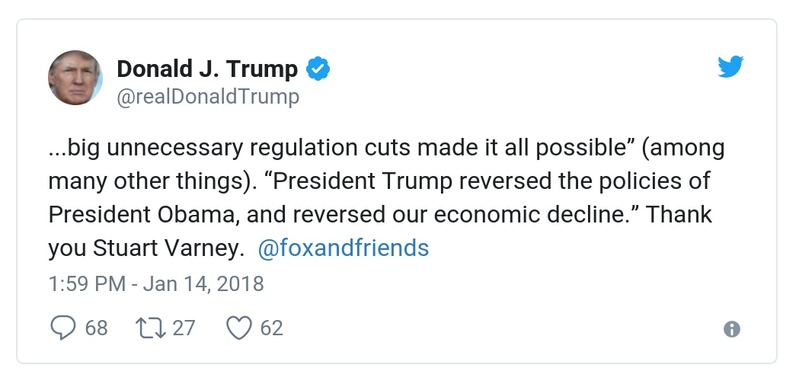 Donald J. Trump
@realDonaldTrump
...big unnecessary regulation cuts made it all possible” (among
many other things). “President Trump reversed the policies of
President Obama, and reversed our economic decline.” Thank
you Stuart Varney.  @foxandfriends
1:59 PM - Jan 14, 2018
68 27 62